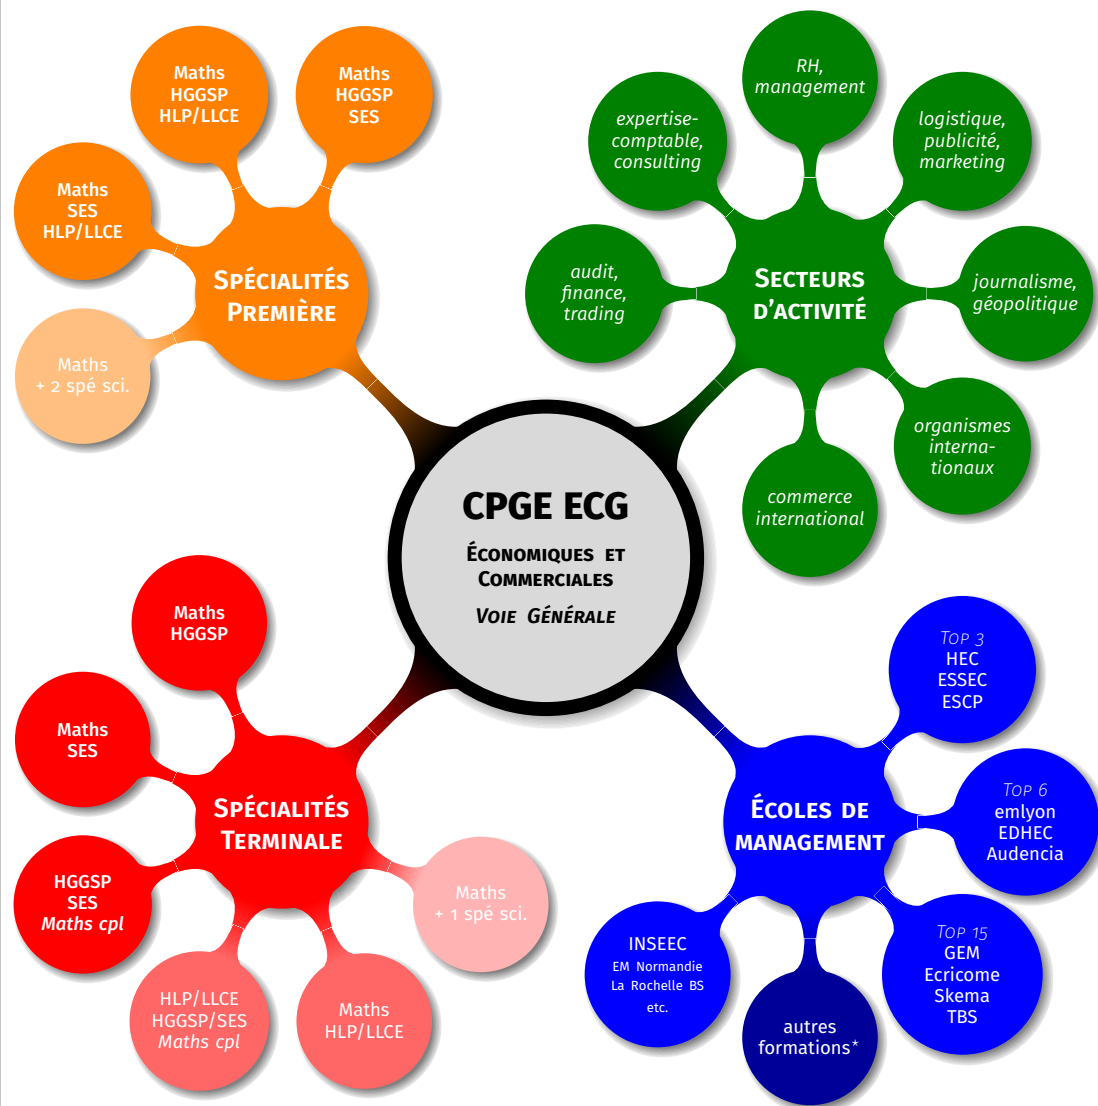 CPGE ECG
Économiques et
Commerciales
Voie Générale
Spécialités
Première
Maths
+ 2 spé sci.
Maths
SES
HLP/LLCE
Maths
HGGSP
HLP/LLCE
Maths
HGGSP
SES
Secteurs
d'activité
audit,
finance,
trading
expertise-
comptable,
consulting
RH,
management
logistique,
publicité,
marketing
journalisme,
géopolitique
organismes
interna-
tionaux
commerce
international
Spécialités
Terminale
Maths
HGGSP
Maths
SES
HGGSP
SES
Maths cpl
HLP/LLCE
HGGSP/SES
Maths cpl
Maths
HLP/LLCE
Maths
+ 1 spé sci.
Écoles de
management
Top 3
HEC
ESSEC
ESCP
Top 6
emlyon
EDHEC
Audencia
Top 15
GEM
Ecricome
Skema
TBS
autres
formations*
INSEEC
EM Normandie
La Rochelle BS
etc.